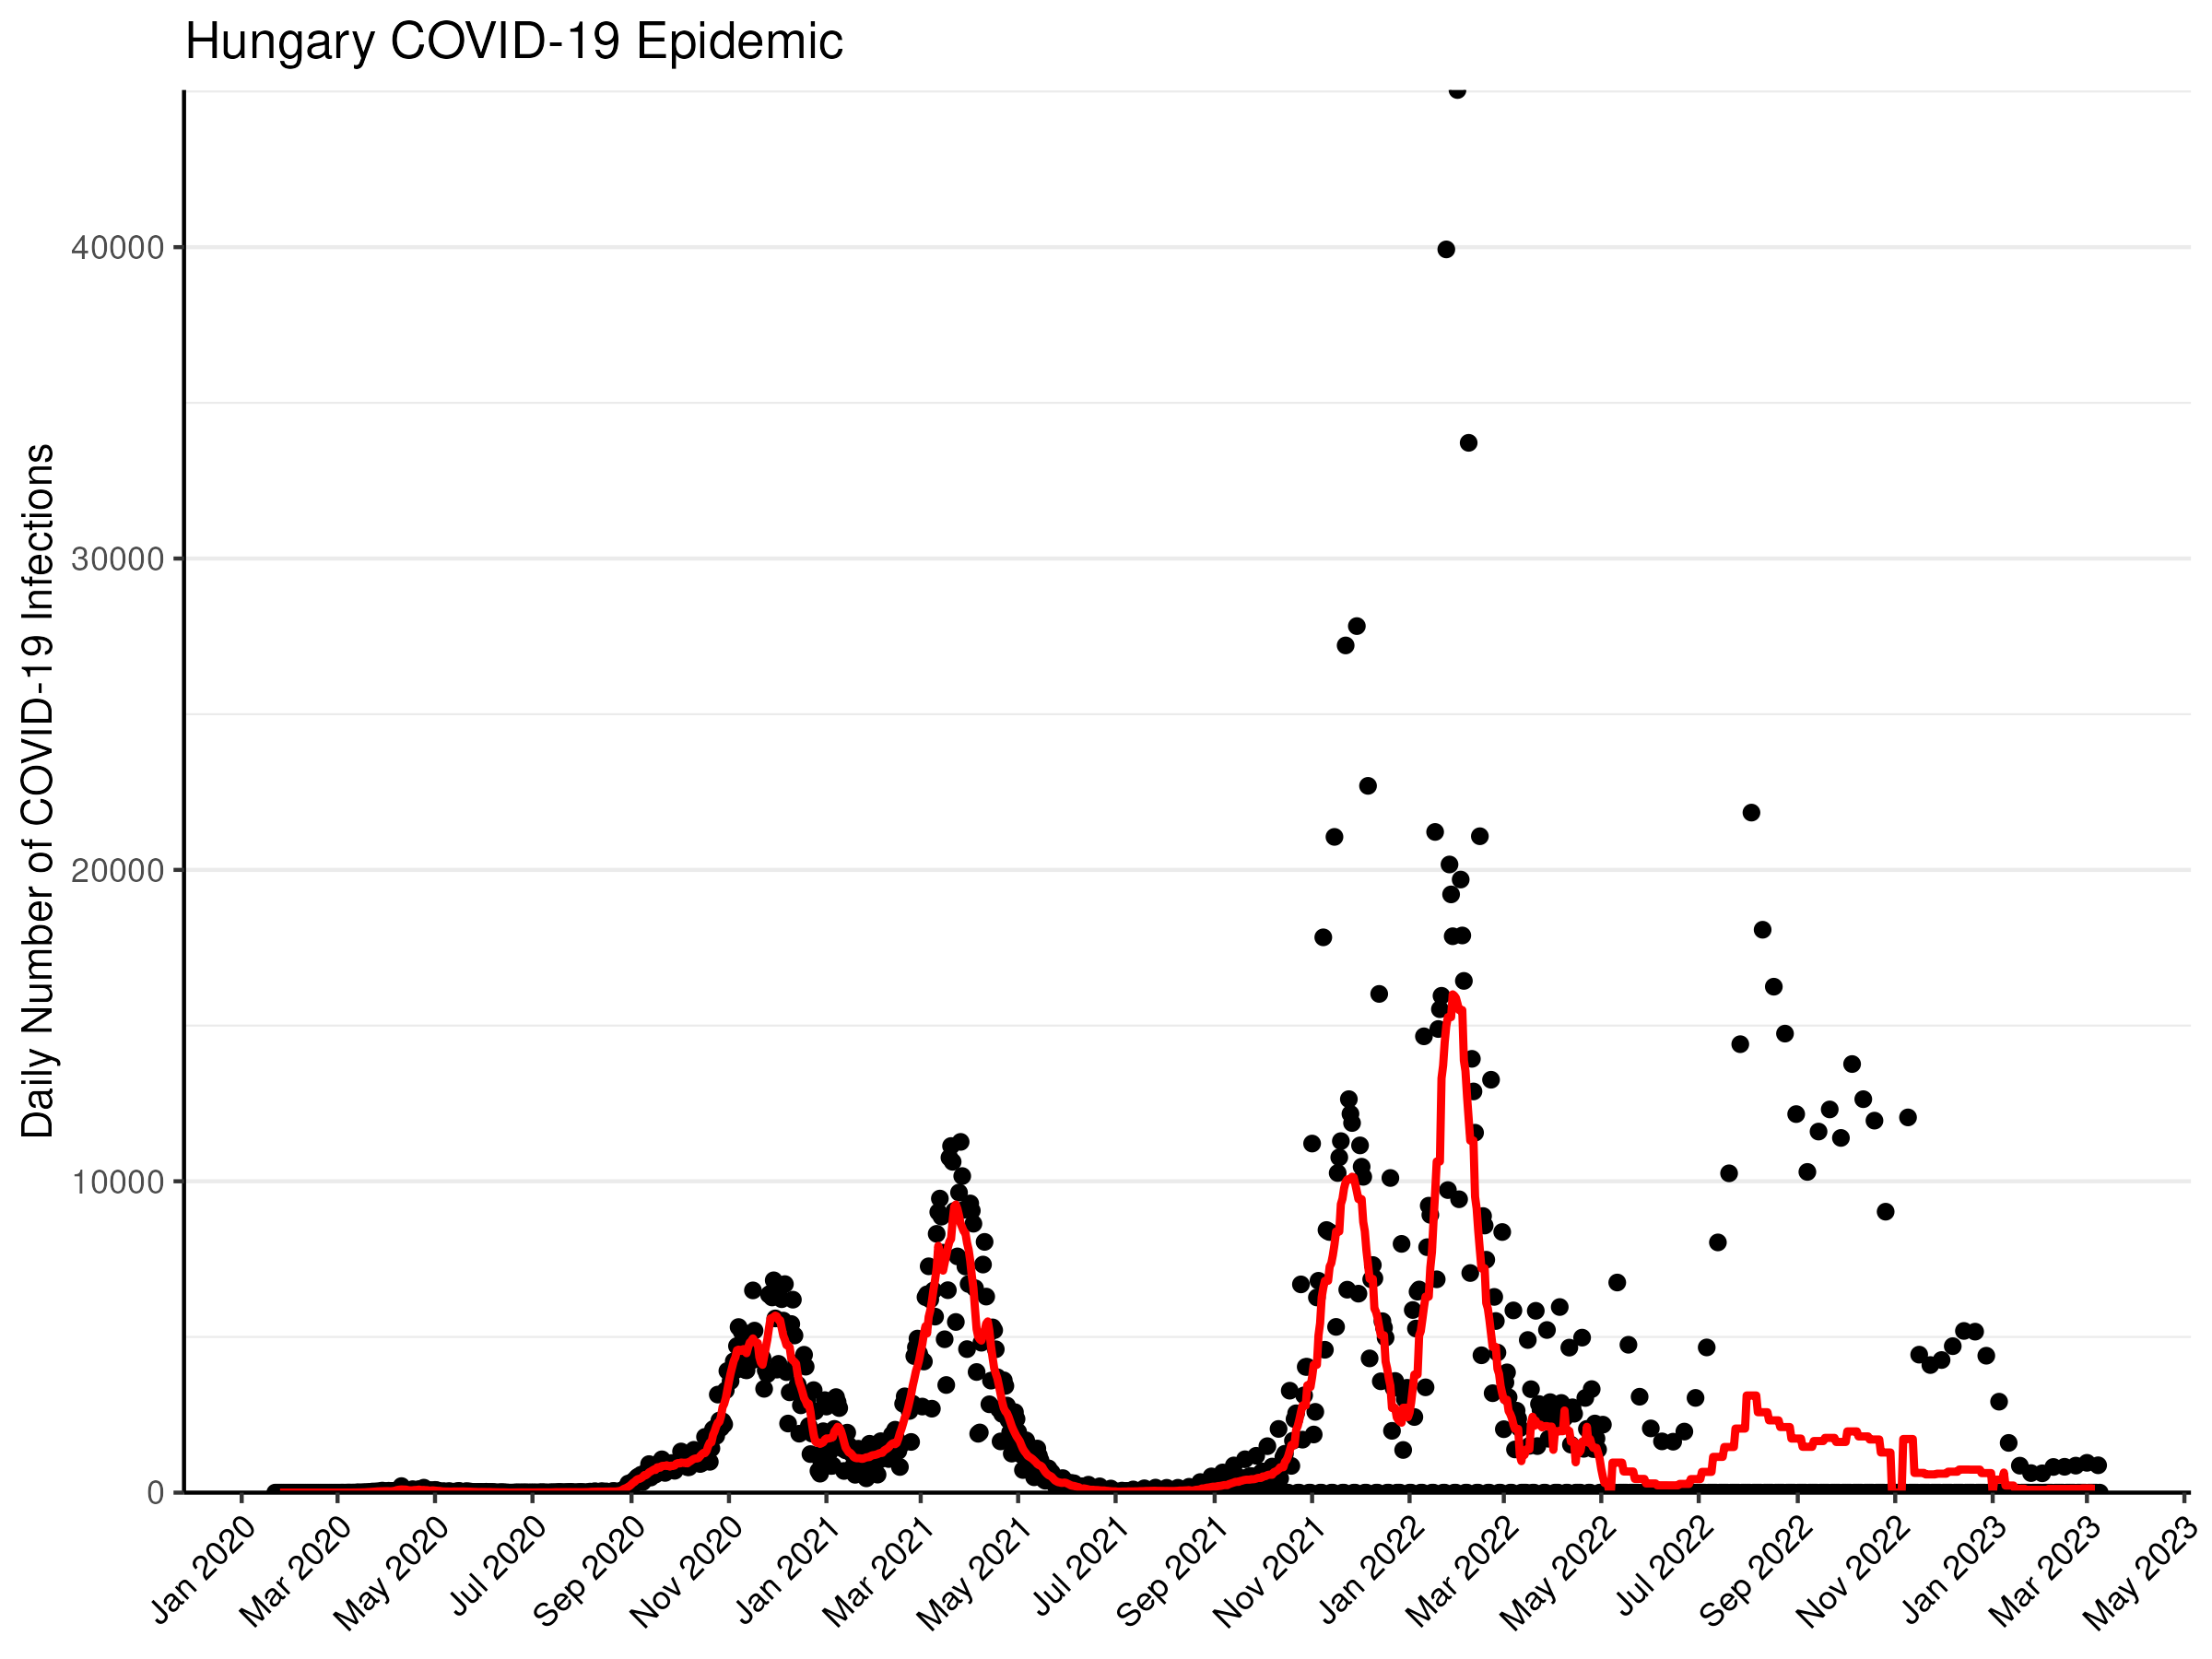 Hungary COVID-19 Epidemic
Daily Number of COVID-19 Infections
40000
30000
20000
10000
0
Jan 2020
Mar 2020
May 2020
Jul 2020
Sep 2020
Nov 2020
Jan 2021
Mar 2021
May 2021
Jul 2021
Sep 2021
Nov 2021
Jan 2022
Mar 2022
May 2022
Jul 2022
Sep 2022
Nov 2022
Jan 2023
Mar 2023
May 2023